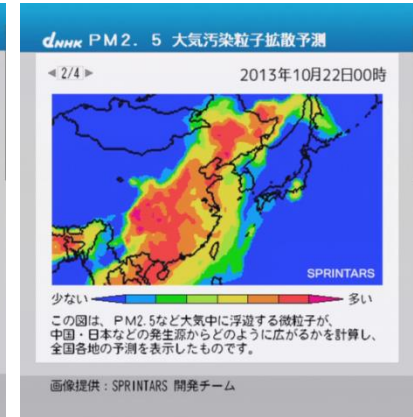 dNHK PM2.5 大気汚染粒子拡散予測
◀2/4▶ 2013年10月22日00時
SPRINTARS
少ない 多い
この図は、PM2.5など大気中に浮遊する微粒子が、
中国・日本などの発生源からどのように広がるかを計算し、
全国各地の予測を表示したものです。
画像提供：SPRINTARS 開発チーム